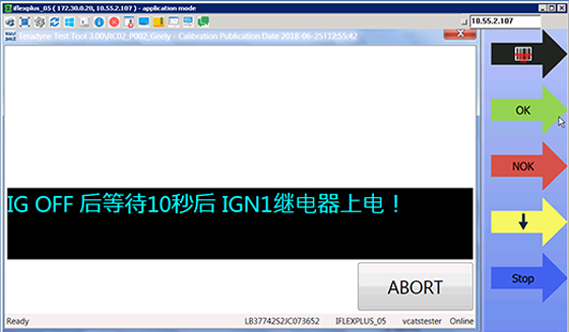 iflexplus_05 ( 172.30.0.20, 10.55.2.107 ) - application mode
10.55.2.107
Teradyne Test Tool 3.00\RC02_P002_Geely - Calibration Publication Date 2018-06-25T12:55:42
OK
NOK
IG OFF 后等待10秒后 IGN1继电器上电！
ABORT
Stop
Ready
LB37742S2JC073652
IFLEXPLUS_05
vcatstester
Online